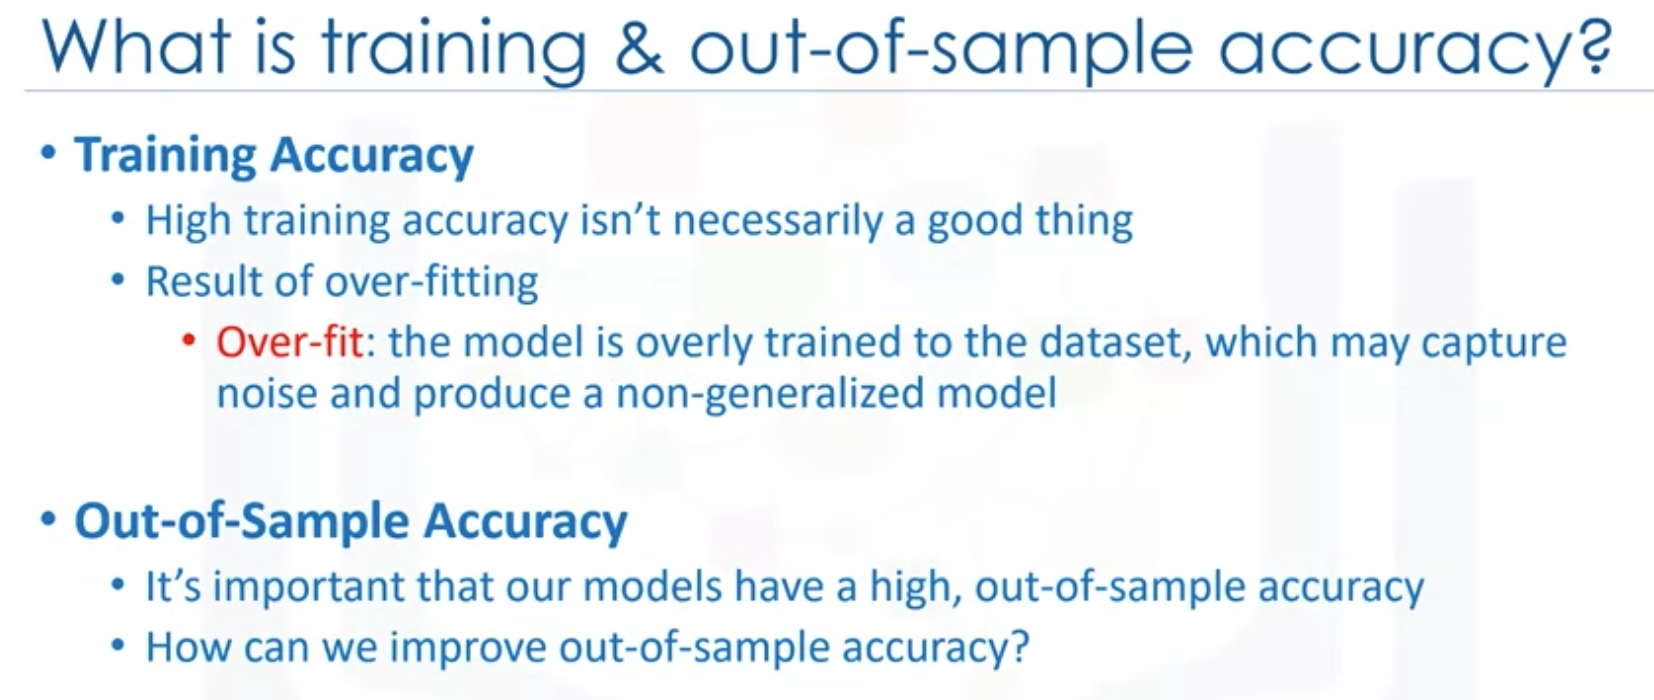 What is training & out-of-sample accuracy?
• Training Accuracy
• High training accuracy isn’t necessarily a good thing
• Result of over-fitting
• Over-fit: the model is overly trained to the dataset, which may capture
noise and produce a non-generalized model
• Out-of-Sample Accuracy
• It’s important that our models have a high, out-of-sample accuracy
• How can we improve out-of-sample accuracy?